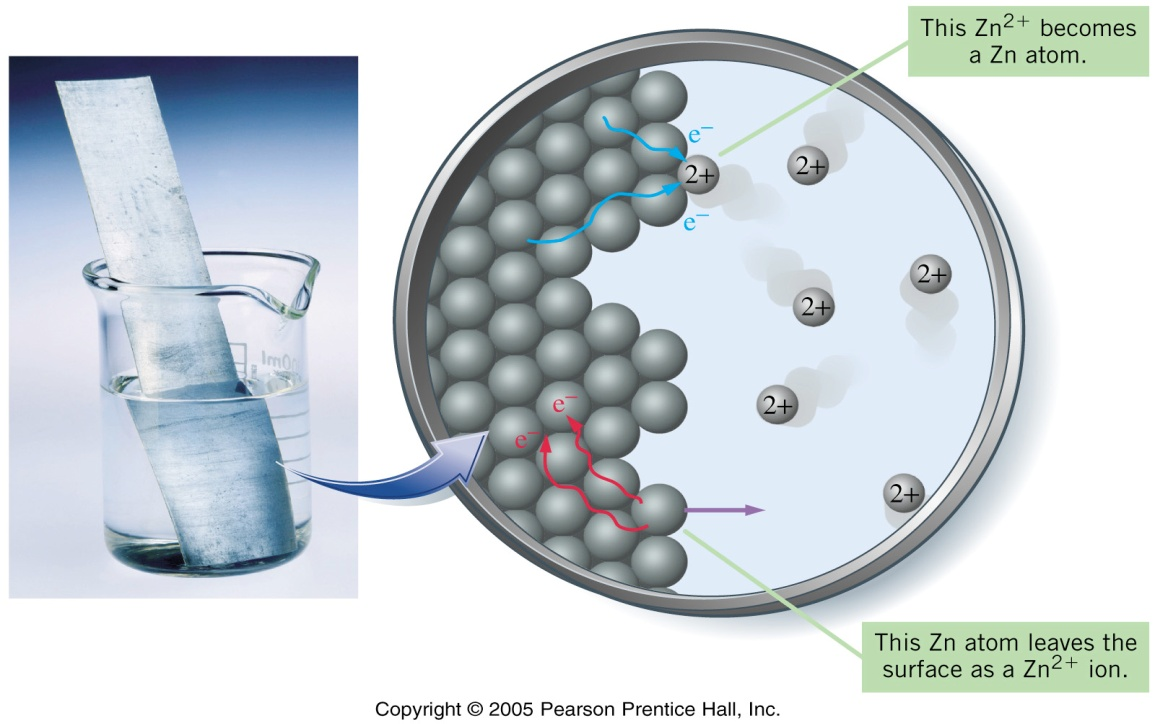 This Zn²⁺ becomes
a Zn atom.
e⁻
2+
2+
e⁻
2+
2+
2+
e⁻
e⁻
2+
This Zn atom leaves the
surface as a Zn²⁺ ion.
Copyright © 2005 Pearson Prentice Hall, Inc.